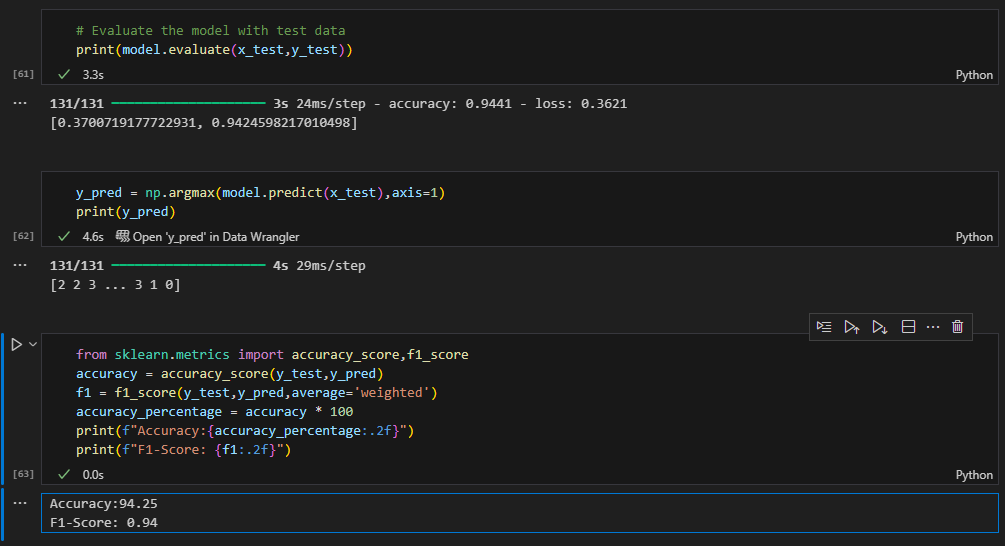 # Evaluate the model with test data
print(model.evaluate(x_test,y_test))
[61] 3.3s Python
··· 131/131 ━━━━━━━━━━━━━━━━━━━━ 3s 24ms/step - accuracy: 0.9441 - loss: 0.3621
[0.3700719177722931, 0.9424598217010498]
y_pred = np.argmax(model.predict(x_test),axis=1)
print(y_pred)
[62] 4.6s Open 'y_pred' in Data Wrangler Python
··· 131/131 ━━━━━━━━━━━━━━━━━━━━ 4s 29ms/step
[2 2 3 ... 3 1 0]
from sklearn.metrics import accuracy_score,f1_score
accuracy = accuracy_score(y_test,y_pred)
f1 = f1_score(y_test,y_pred,average='weighted')
accuracy_percentage = accuracy * 100
print(f"Accuracy:{accuracy_percentage:.2f}")
print(f"F1-Score: {f1:.2f}")
[63] 0.0s Python
··· Accuracy:94.25
F1-Score: 0.94